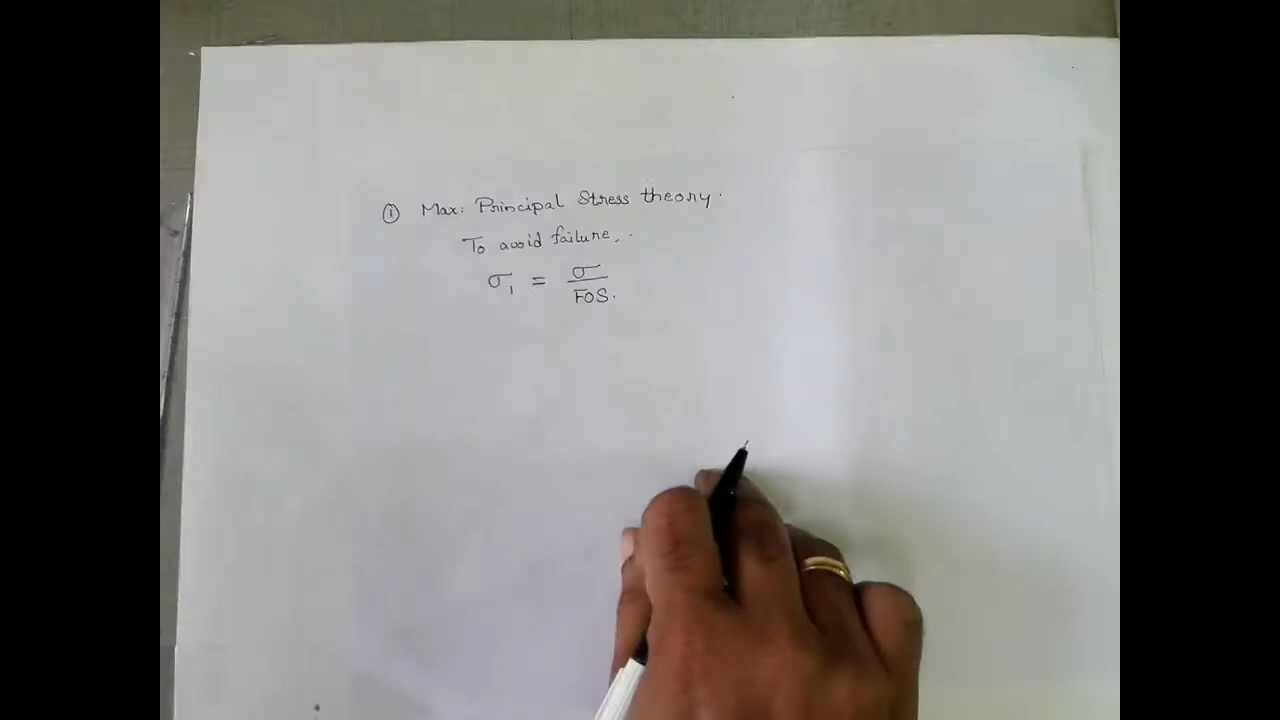 ① Max: Principal Stress theory.
To avoid failure,
σ₁ = σ / FOS.